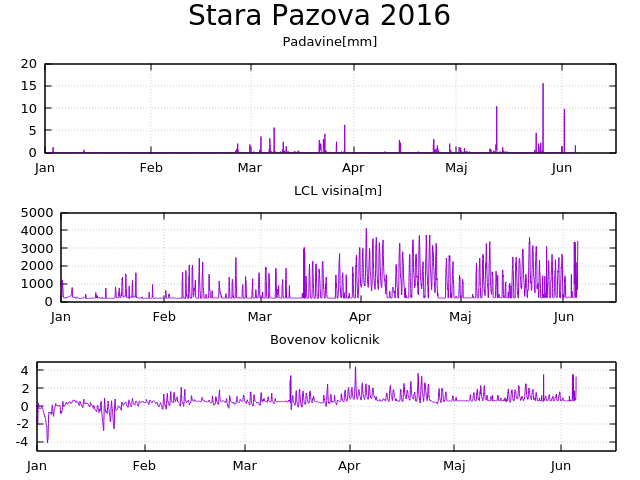 Stara Pazova 2016
Padavine[mm]
20
15
10
5
0
Jan Feb Mar Apr Maj Jun
LCL visina[m]
5000
4000
3000
2000
1000
0
Jan Feb Mar Apr Maj Jun
Bovenov kolicnik
4
2
0
-2
-4
Jan Feb Mar Apr Maj Jun